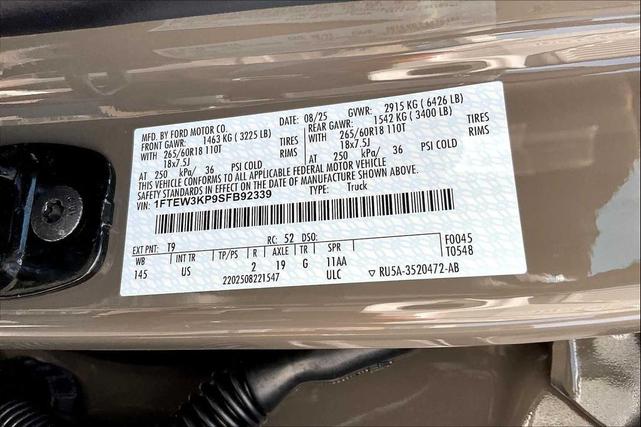 MFD. BY FORD MOTOR CO.
DATE: 08/25 GVWR: 2915 KG ( 6426 LB)
FRONT GAWR: 1463 KG ( 3225 LB) REAR GAWR: 1542 KG ( 3400 LB)
WITH 265/60R18 110T TIRES WITH 265/60R18 110T TIRES
18x7.5J RIMS 18x7.5J RIMS
AT 250 kPa/ 36 PSI COLD AT 250 kPa/ 36 PSI COLD
THIS VEHICLE CONFORMS TO ALL APPLICABLE FEDERAL MOTOR VEHICLE
SAFETY STANDARDS IN EFFECT ON THE DATE OF MANUFACTURE SHOWN ABOVE.
VIN: 1FTEW3KP9SFB92339 TYPE: Truck
EXT PNT: T9 RC: 52 DSO: F0045
WB INT TR TP/PS R AXLE TR SPR T0548
145 US 2 19 G 11AA
2202508221547 ULC ▽ RU5A-3520472-AB